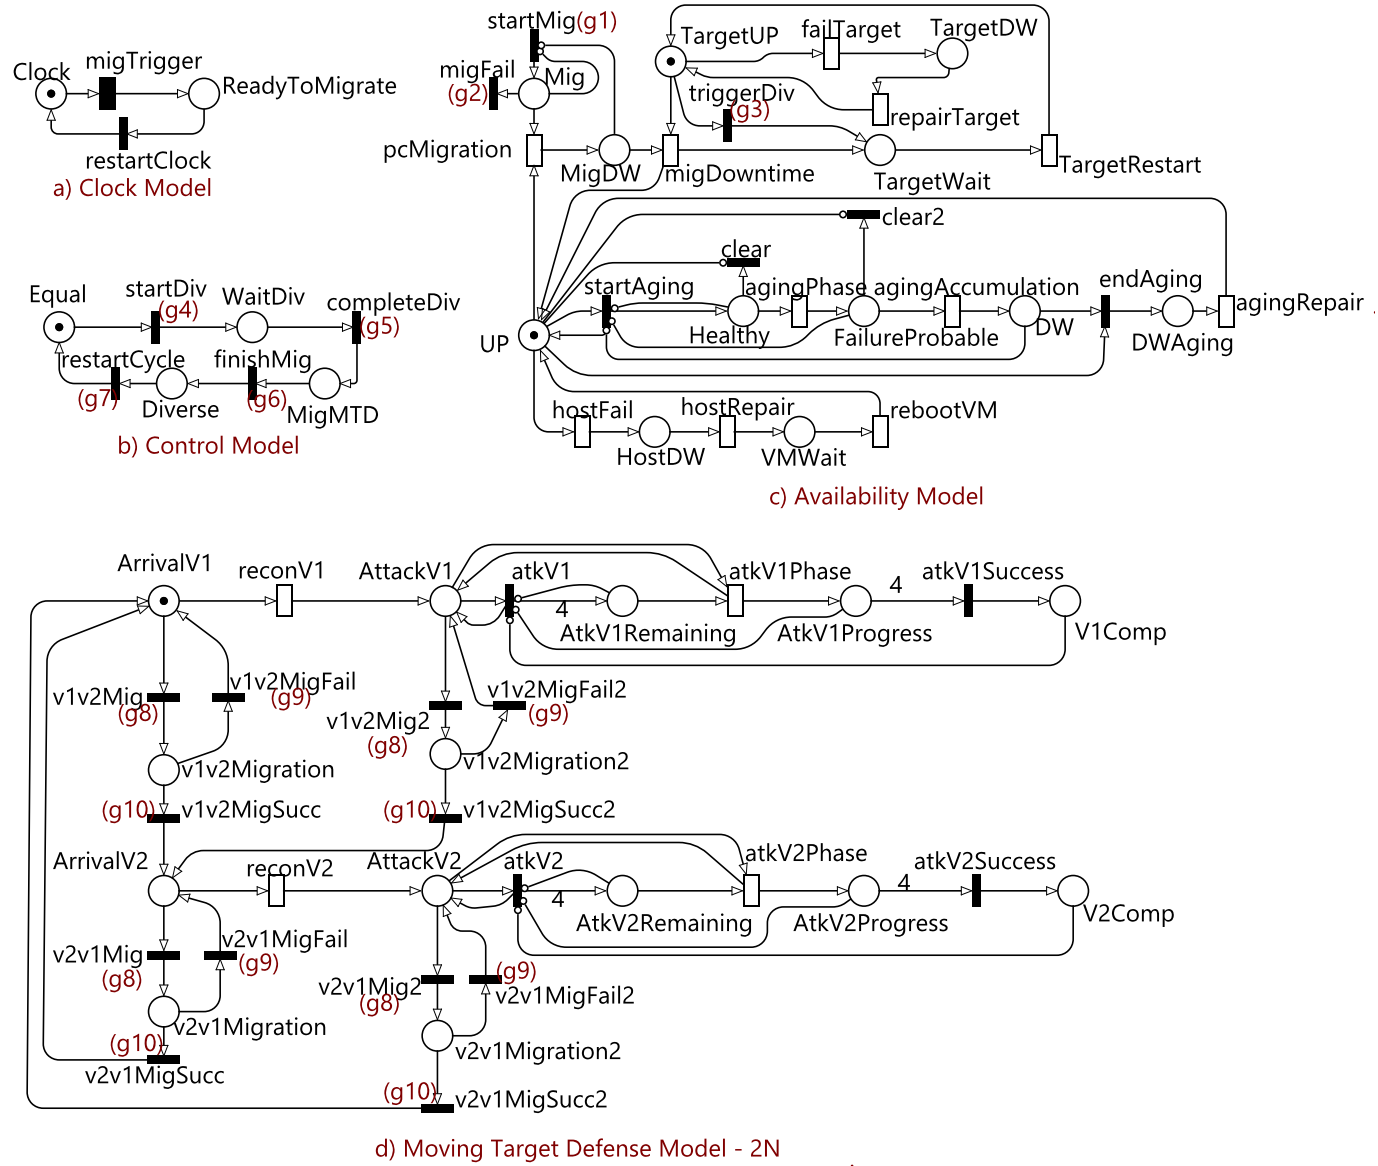 Clock
migTrigger
ReadyToMigrate
restartClock
a) Clock Model
Equal
startDiv
(g4)
WaitDiv
completeDiv
(g5)
restartCycle
(g7)
finishMig
(g6)
Diverse
MigMTD
b) Control Model
startMig(g1)
migFail
(g2)
Mig
TargetUP
failTarget
TargetDW
triggerDiv
(g3)
repairTarget
pcMigration
MigDW
migDowntime
TargetWait
TargetRestart
clear2
clear
startAging
agingPhase
agingAccumulation
endAging
agingRepair
UP
Healthy
FailureProbable
DW
DWAging
hostFail
hostRepair
rebootVM
HostDW
VMWait
c) Availability Model
ArrivalV1
reconV1
AttackV1
atkV1
4
AtkV1Remaining
atkV1Phase
AtkV1Progress
4
atkV1Success
V1Comp
v1v2Mig
(g8)
v1v2MigFail
(g9)
v1v2Mig2
(g8)
v1v2MigFail2
(g9)
v1v2Migration
v1v2Migration2
(g10)
v1v2MigSucc
(g10)
v1v2MigSucc2
ArrivalV2
reconV2
AttackV2
atkV2
4
AtkV2Remaining
atkV2Phase
AtkV2Progress
4
atkV2Success
V2Comp
v2v1Mig
(g8)
v2v1MigFail
(g9)
v2v1Mig2
(g8)
(g9)
v2v1MigFail2
v2v1Migration
v2v1Migration2
(g10)
v2v1MigSucc
(g10)
v2v1MigSucc2
d) Moving Target Defense Model - 2N